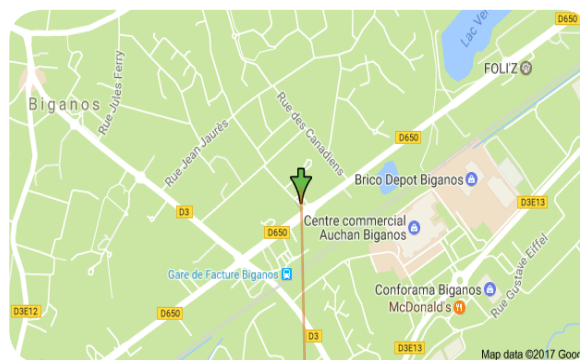 D650
Lac Ver
FOLI'Z
Biganos
Rue Jules Ferry
Rue des Canadiens
D650
Rue Jean Jaurès
Brico Depot Biganos
D3E13
D3
Centre commercial
Auchan Biganos
D650
Gare de Facture Biganos
Rue Gustave Eiffel
Conforama Biganos
McDonald's
D3E12
D650
D3
D3E13
Map data ©2017 Goo